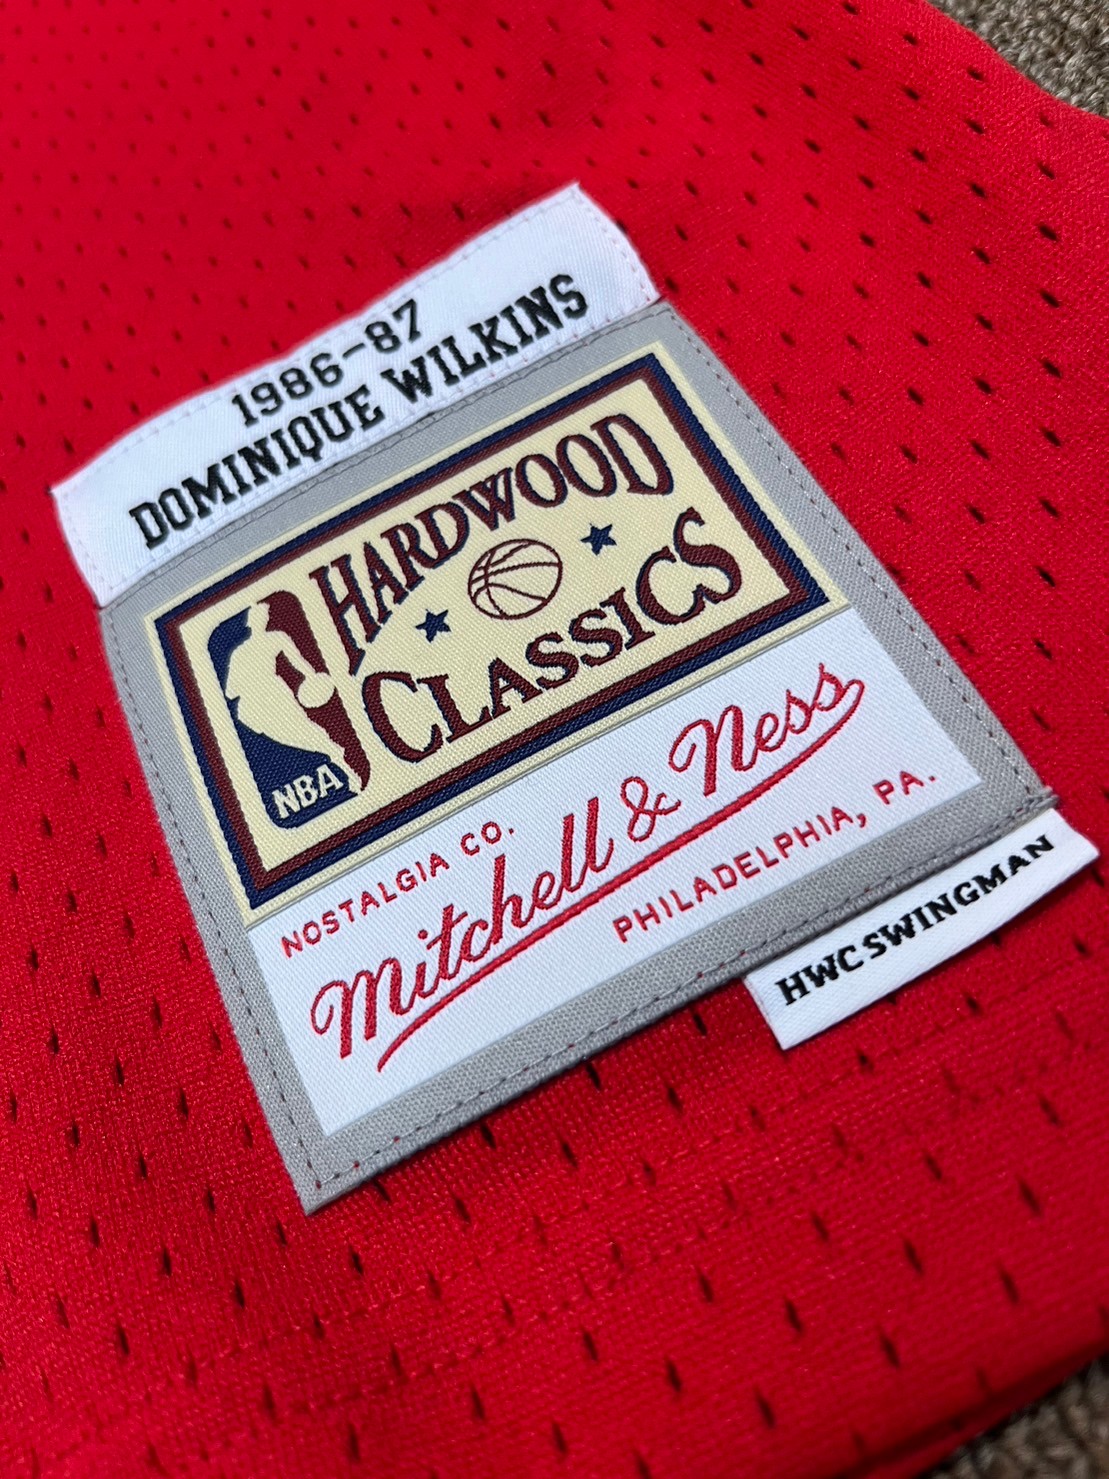 1986-87
DOMINIQUE WILKINS
HARDWOOD
CLASSICS
NBA
NOSTALGIA CO.
Mitchell & Ness
PHILADELPHIA, PA.
HWC SWINGMAN